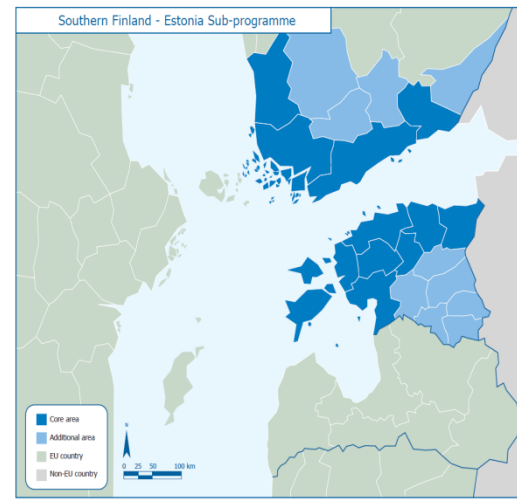 Southern Finland - Estonia Sub-programme
Core area
Additional area
EU country
Non-EU country
0 25 50 100 km